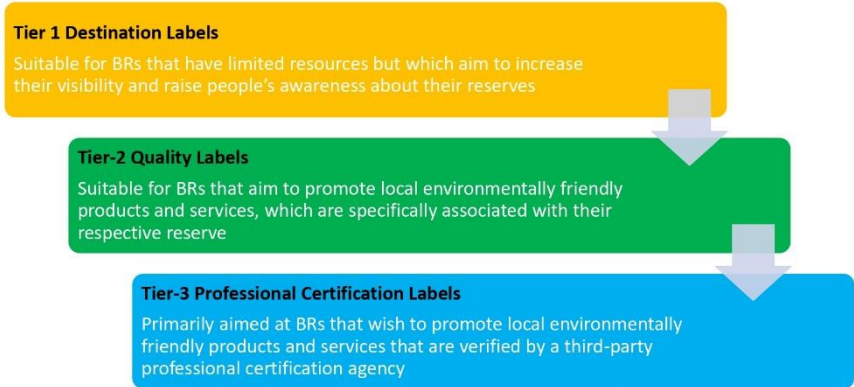 Tier 1 Destination Labels
Suitable for BRs that have limited resources but which aim to increase
their visibility and raise people's awareness about their reserves
Tier-2 Quality Labels
Suitable for BRs that aim to promote local environmentally friendly
products and services, which are specifically associated with their
respective reserve
Tier-3 Professional Certification Labels
Primarily aimed at BRs that wish to promote local environmentally
friendly products and services that are verified by a third-party
professional certification agency